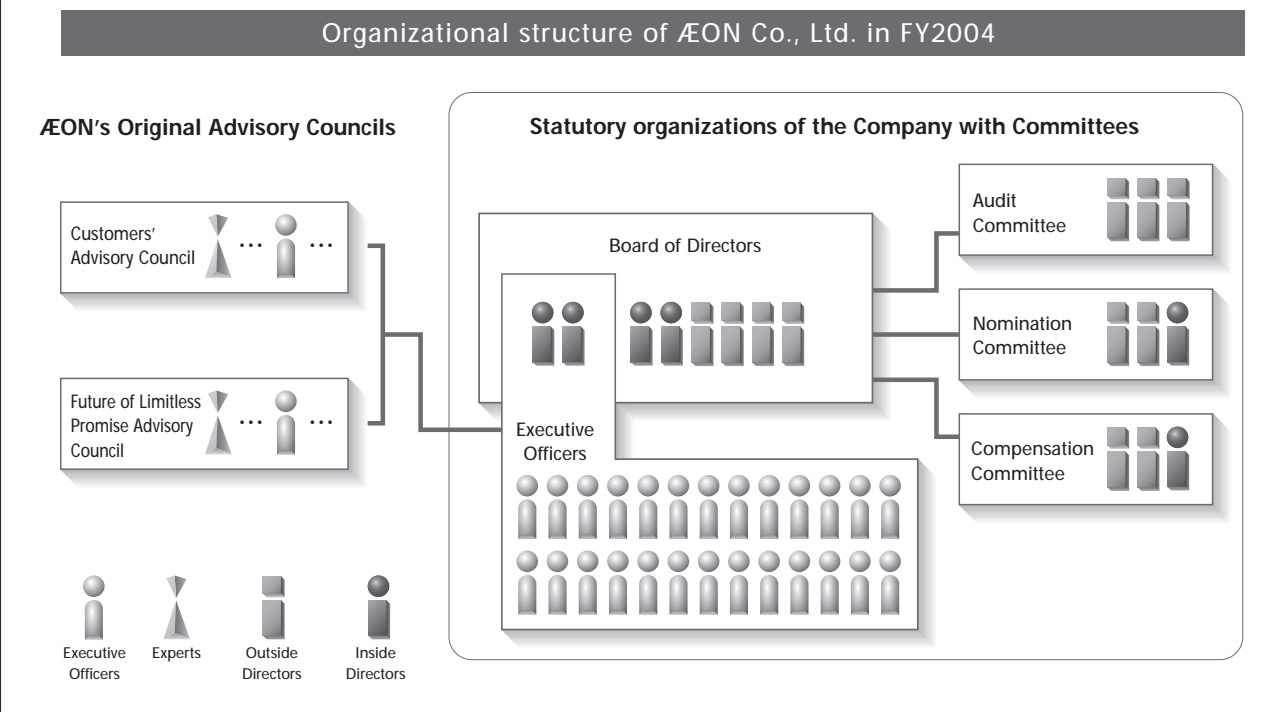 Organizational structure of ÆON Co., Ltd. in FY2004
ÆON's Original Advisory Councils
Customers'
Advisory Council
...
...
Future of Limitless
Promise Advisory
Council
...
...
Statutory organizations of the Company with Committees
Board of Directors
Executive
Officers
Audit
Committee
Nomination
Committee
Compensation
Committee
Executive
Officers
Experts
Outside
Directors
Inside
Directors